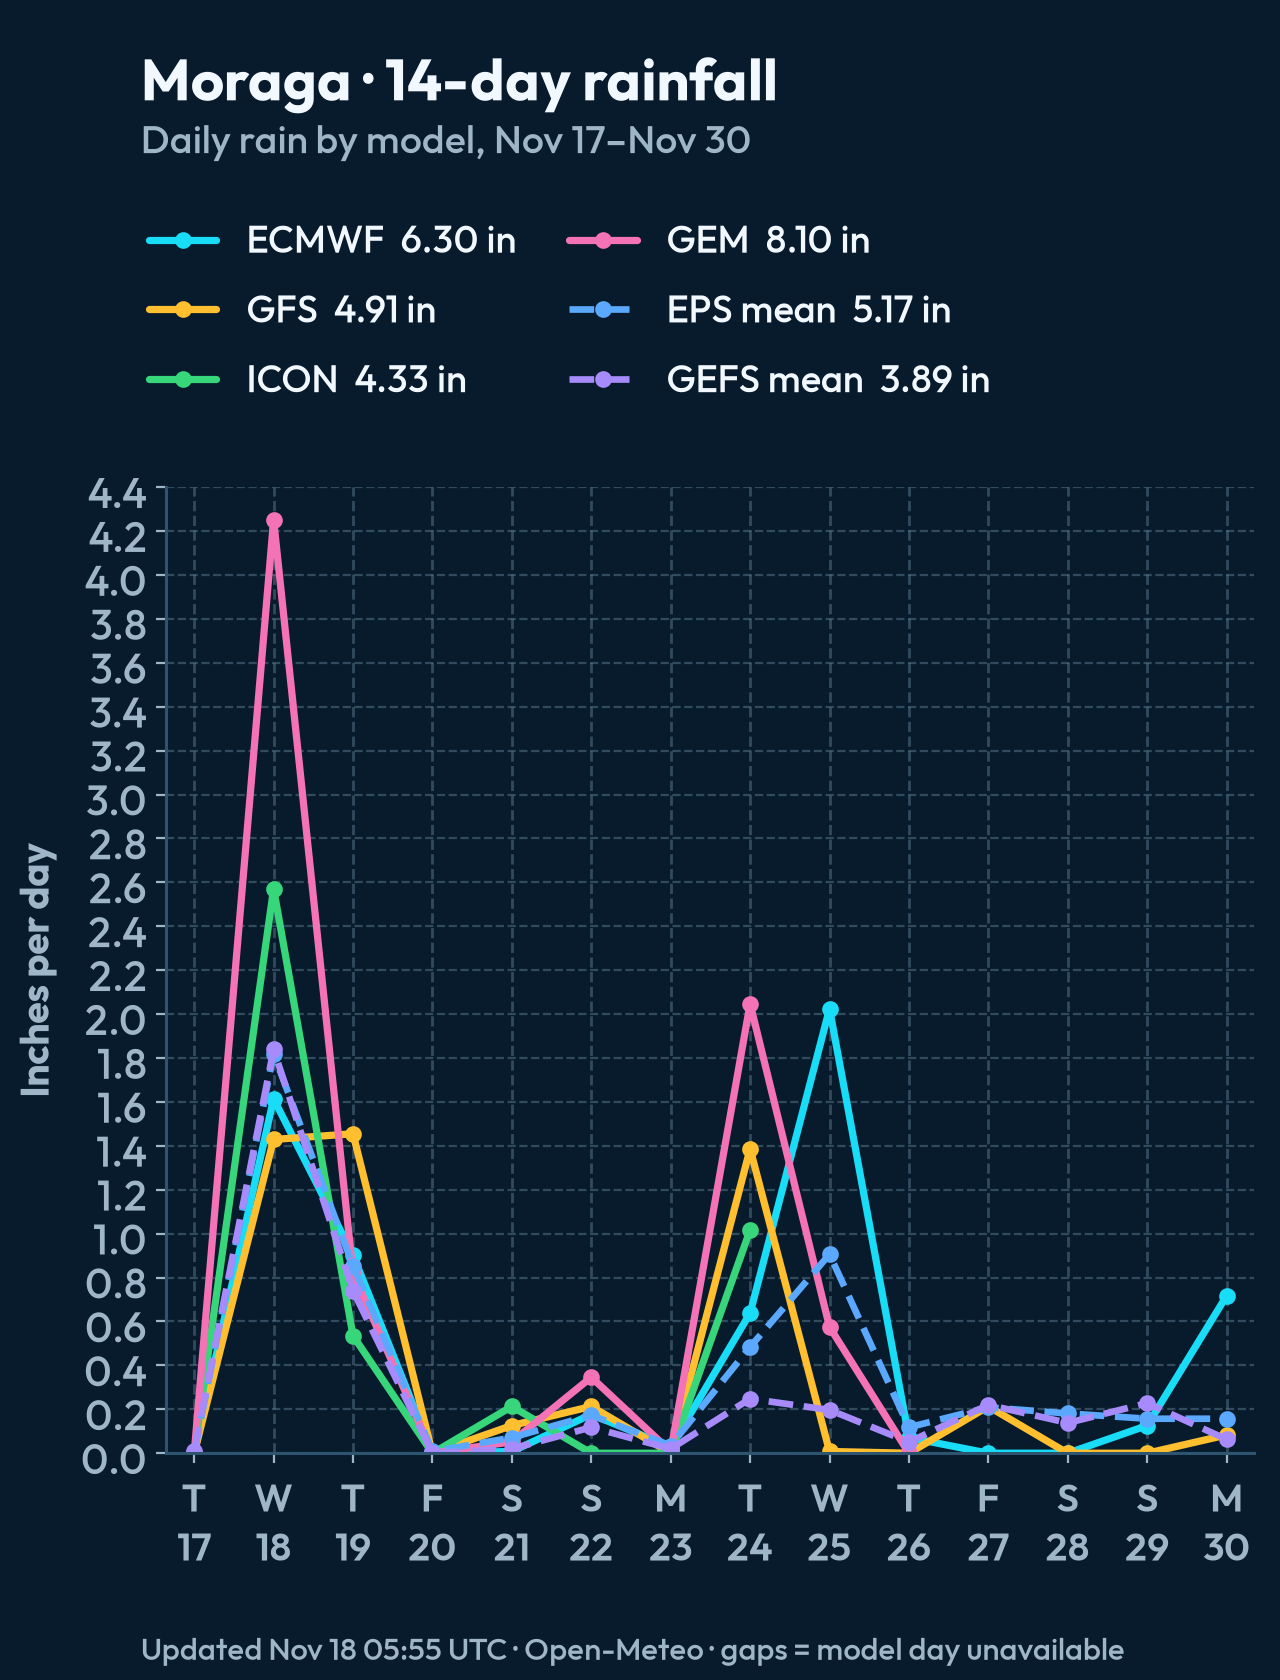 Moraga · 14-day rainfall
Daily rain by model, Nov 17–Nov 30
ECMWF 6.30 in
GEM 8.10 in
GFS 4.91 in
EPS mean 5.17 in
ICON 4.33 in
GEFS mean 3.89 in
Inches per day
4.4
4.2
4.0
3.8
3.6
3.4
3.2
3.0
2.8
2.6
2.4
2.2
2.0
1.8
1.6
1.4
1.2
1.0
0.8
0.6
0.4
0.2
0.0
T W T F S S M T W T F S S M
17 18 19 20 21 22 23 24 25 26 27 28 29 30
Updated Nov 18 05:55 UTC · Open-Meteo · gaps = model day unavailable